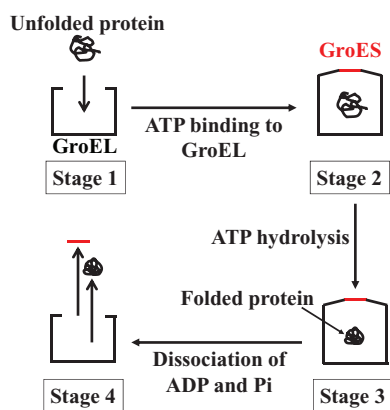 Unfolded protein
GroEL
Stage 1
ATP binding to
GroEL
GroES
Stage 2
ATP hydrolysis
Folded protein
Stage 3
Dissociation of
ADP and Pi
Stage 4